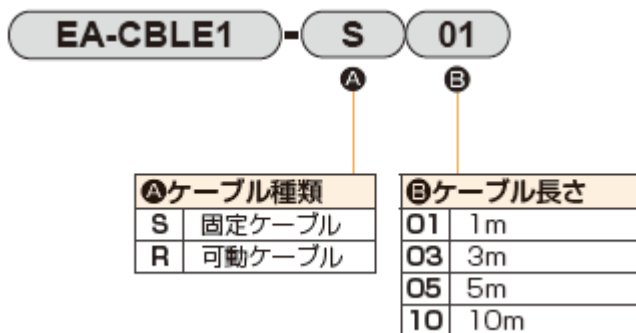 EA-CBLE1-S 01
Ⓐ Ⓑ
Ⓐケーブル種類
S 固定ケーブル
R 可動ケーブル
Ⓑケーブル長さ
01 1m
03 3m
05 5m
10 10m